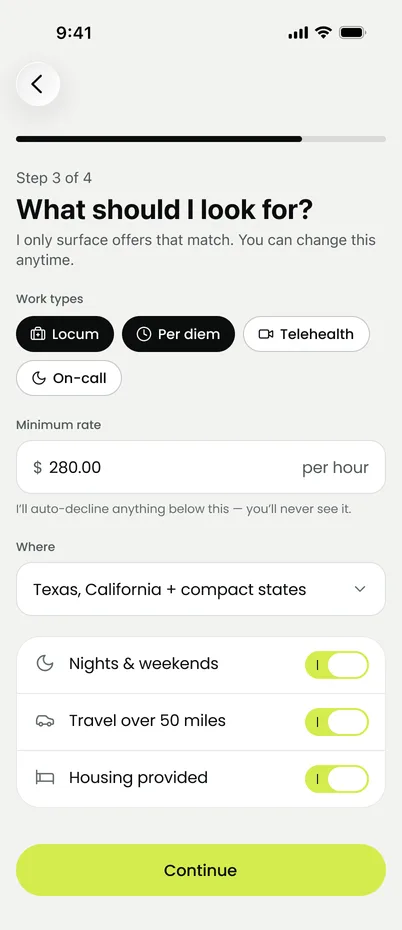 9:41
Step 3 of 4
What should I look for?
I only surface offers that match. You can change this
anytime.
Work types
Locum
Per diem
Telehealth
On-call
Minimum rate
$ 280.00 per hour
I'll auto-decline anything below this — you'll never see it.
Where
Texas, California + compact states
Nights & weekends
Travel over 50 miles
Housing provided
Continue